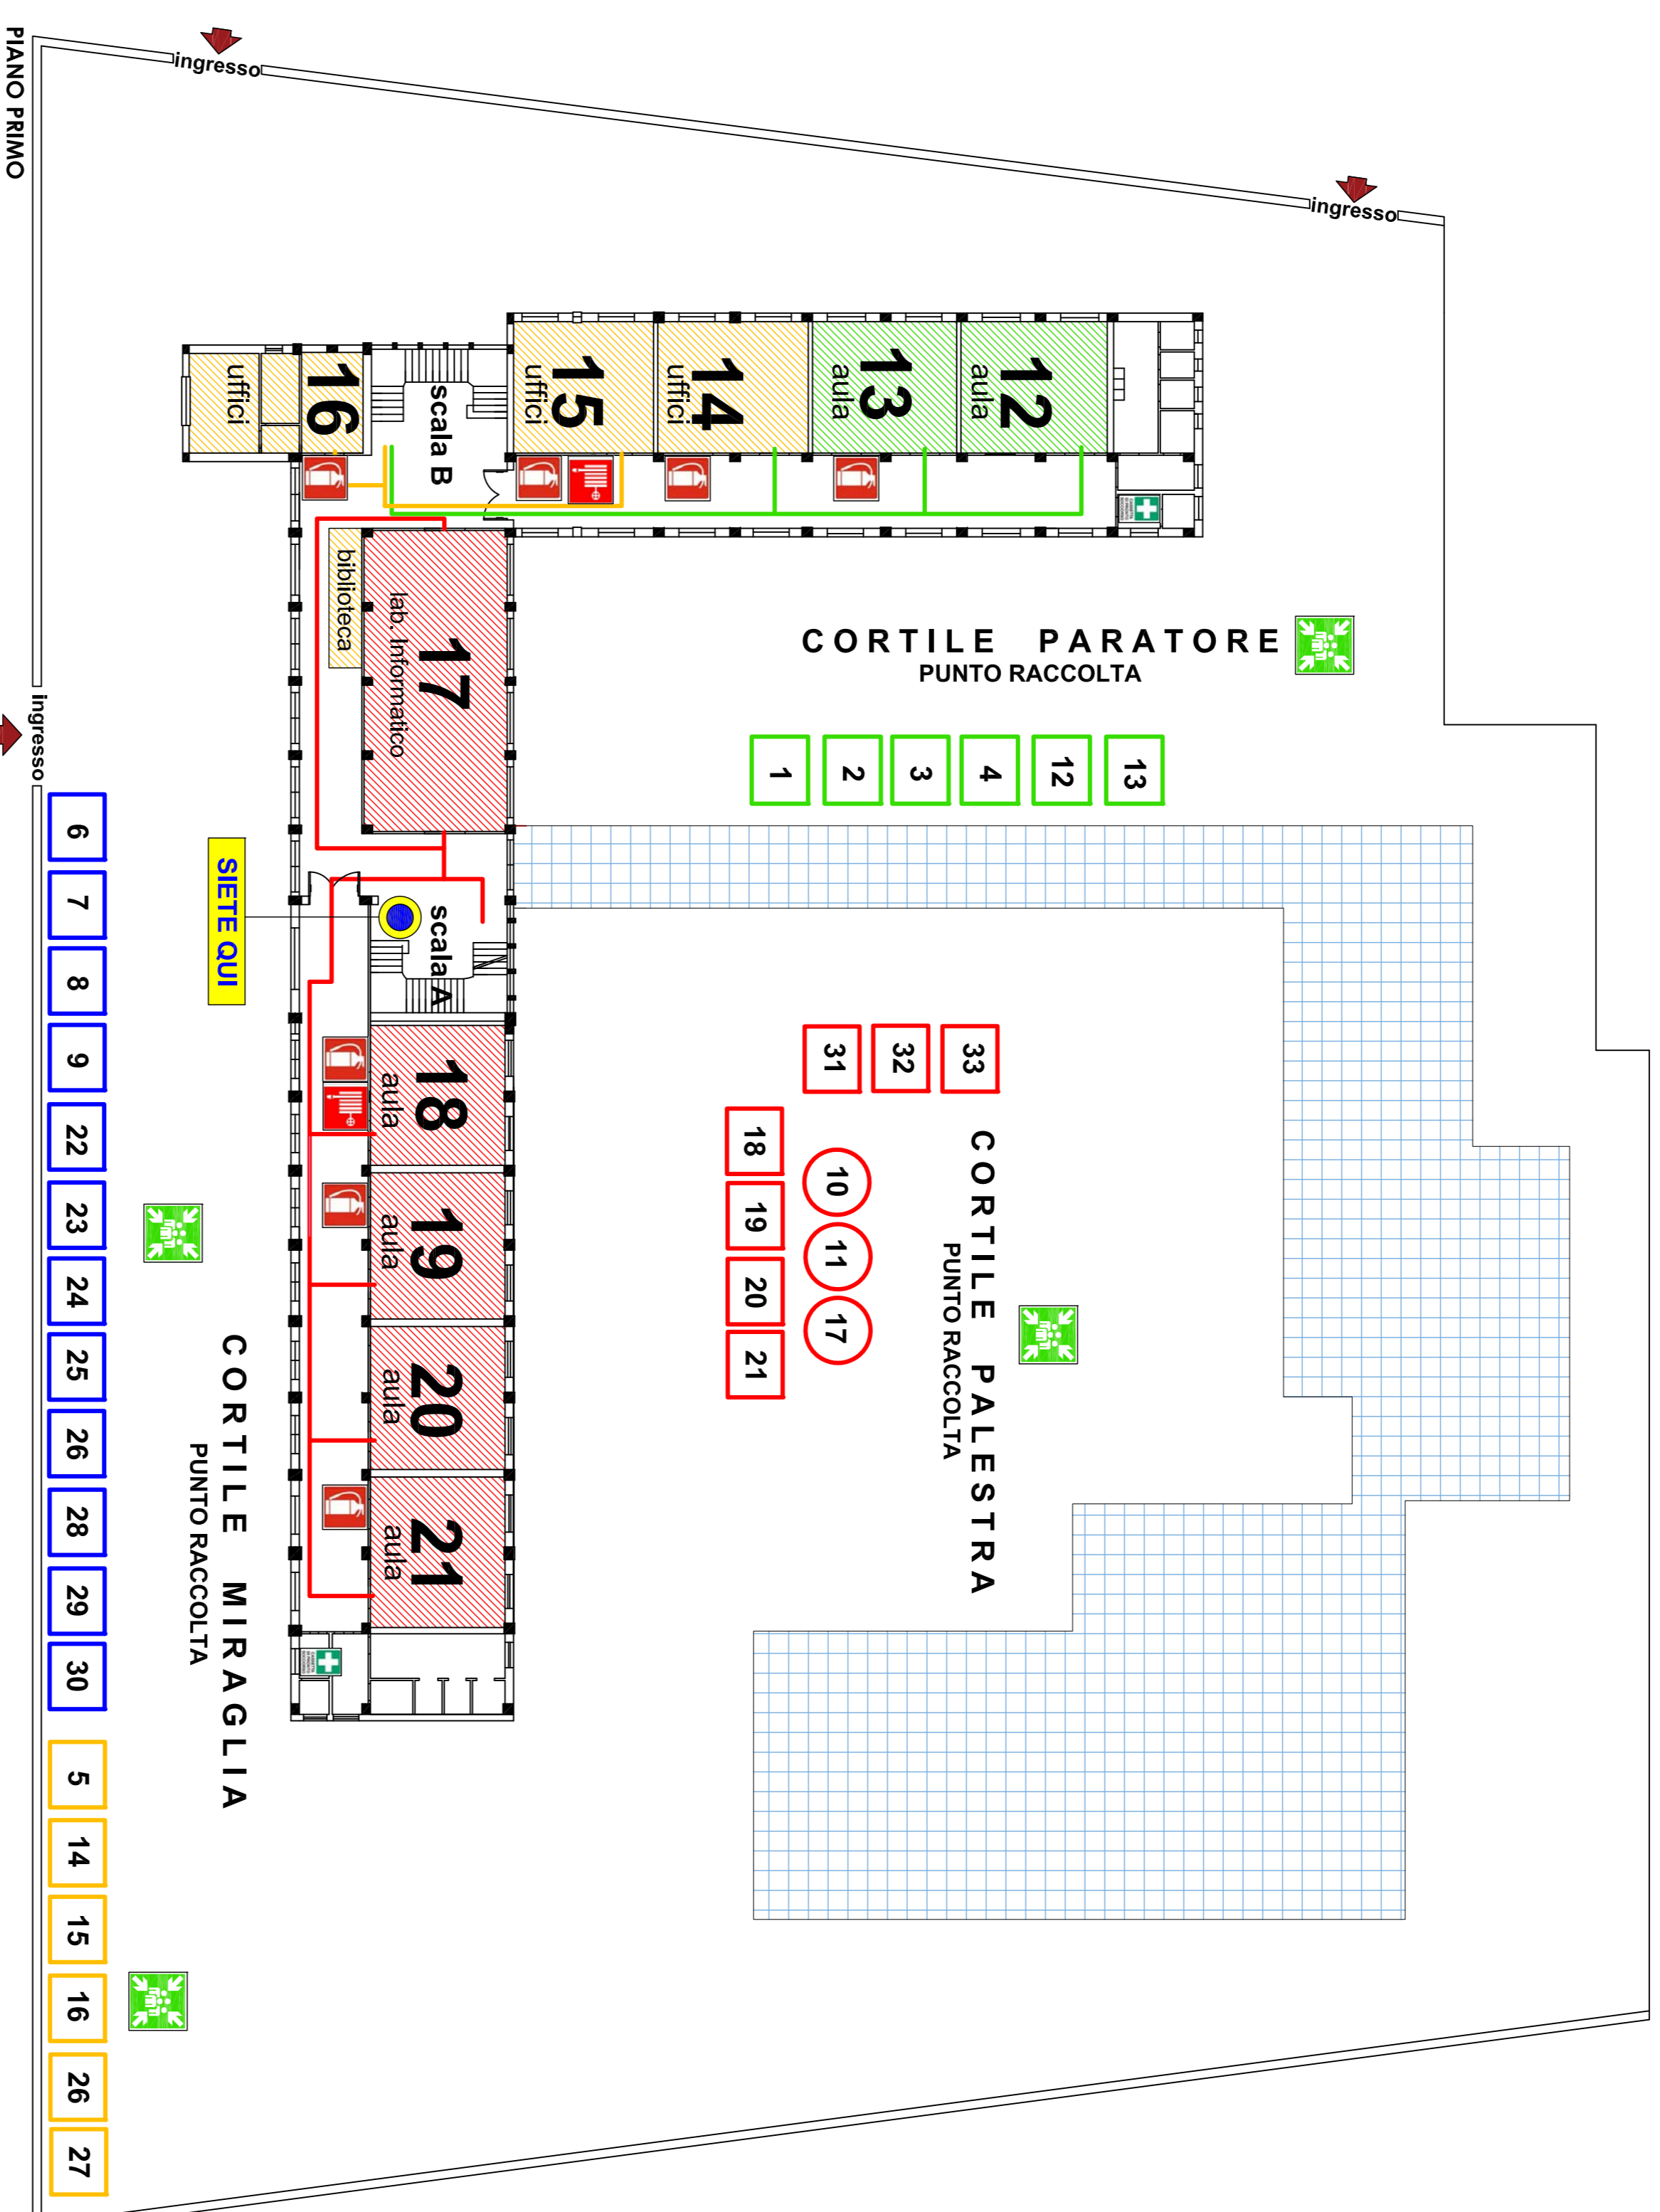 PIANO PRIMO
ingresso
ingresso
ingresso
16
uffici
scala B
15
uffici
14
uffici
13
aula
12
aula
17
lab. Informatico
biblioteca
SIETE QUI
scala A
18
aula
19
aula
20
aula
21
aula
CORTILE PARATORE
PUNTO RACCOLTA
1
2
3
4
12
13
33
32
31
CORTILE PALESTRA
PUNTO RACCOLTA
10
11
17
18
19
20
21
CORTILE MIRAGLIA
PUNTO RACCOLTA
6
7
8
9
22
23
24
25
26
28
29
30
5
14
15
16
26
27